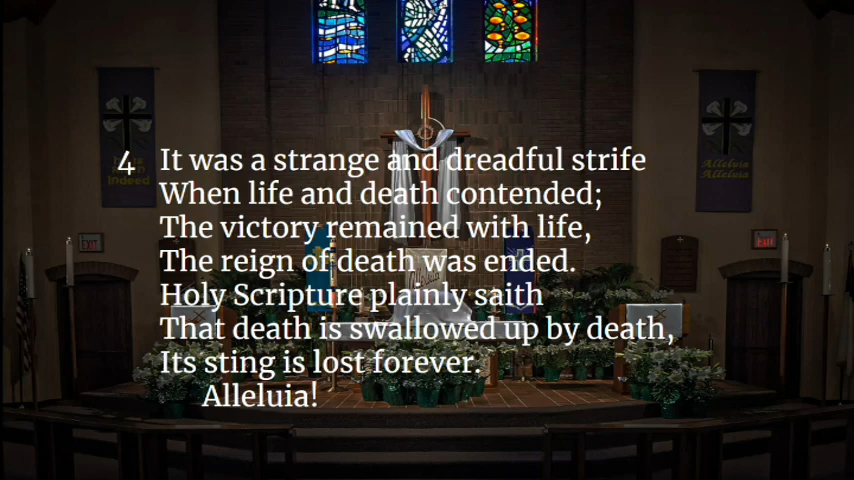 4 It was a strange and dreadful strife
When life and death contended;
The victory remained with life,
The reign of death was ended.
Holy Scripture plainly saith
That death is swallowed up by death,
Its sting is lost forever.
Alleluia!
Indeed
Alleluia
Alleluia
EXIT
EXIT